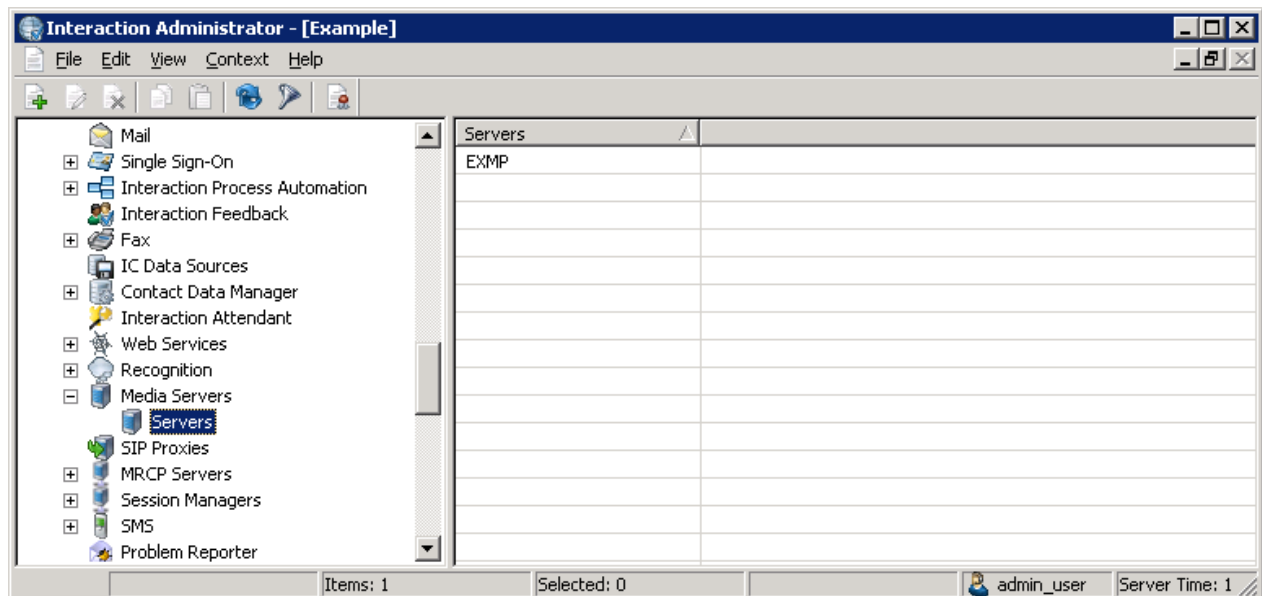 Interaction Administrator - [Example]
File Edit View Context Help
Mail
Single Sign-On
Interaction Process Automation
Interaction Feedback
Fax
IC Data Sources
Contact Data Manager
Interaction Attendant
Web Services
Recognition
Media Servers
Servers
SIP Proxies
MRCP Servers
Session Managers
SMS
Problem Reporter
Servers
EXMP
Items: 1 Selected: 0 admin_user Server Time: 1